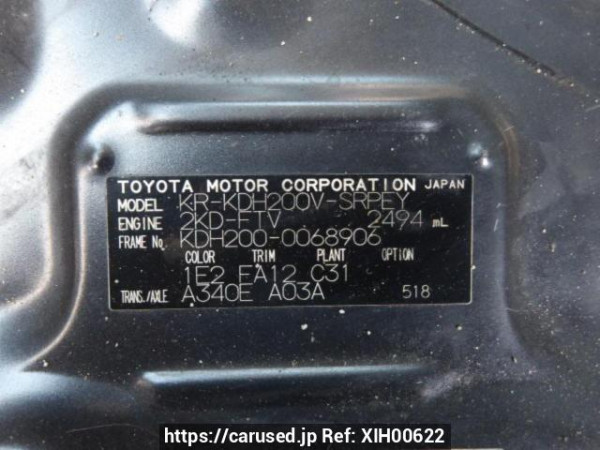 TOYOTA MOTOR CORPORATION JAPAN
MODEL KR-KDH200V-SRPEY
ENGINE 2KD-FTV 2494 mL
FRAME No. KDH200-0068906
COLOR TRIM PLANT OPTION
1E2 FA12 C31
TRANS./AXLE A340E A03A 518
https://carused.jp Ref: XIH00622